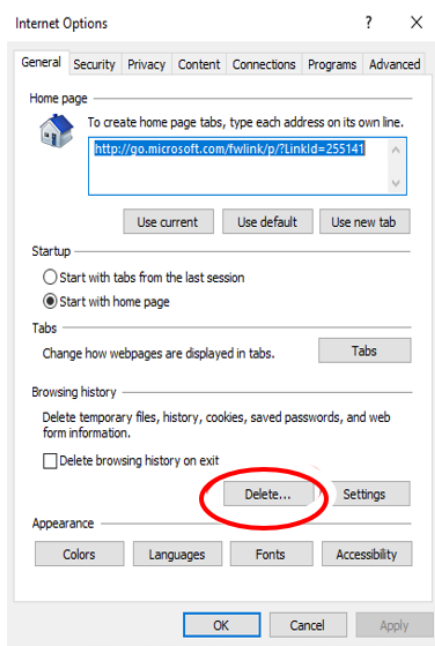 Internet Options ? X
General Security Privacy Content Connections Programs Advanced
Home page
To create home page tabs, type each address on its own line.
http://go.microsoft.com/fwlink/p/?LinkId=255141
Use current Use default Use new tab
Startup
Start with tabs from the last session
Start with home page
Tabs
Change how webpages are displayed in tabs. Tabs
Browsing history
Delete temporary files, history, cookies, saved passwords, and web
form information.
Delete browsing history on exit
Delete... Settings
Appearance
Colors Languages Fonts Accessibility
OK Cancel Apply